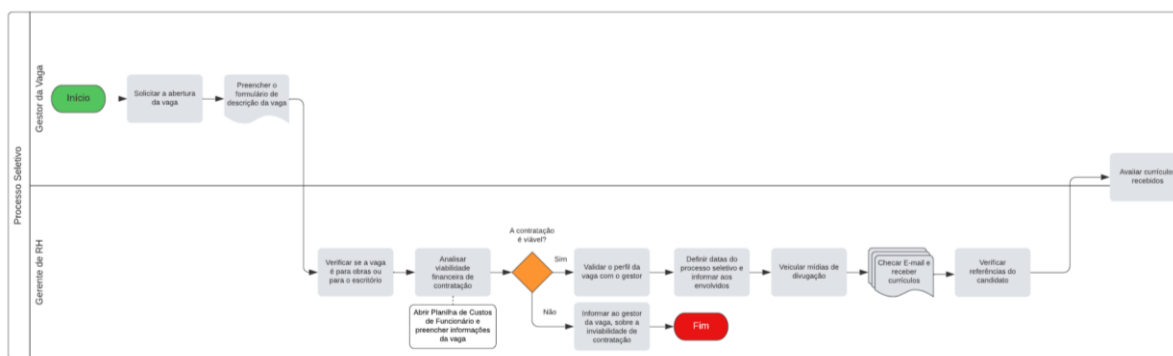 Processo Seletivo
Gestor da Vaga
Início
Solicitar a abertura
da vaga
Preencher o
formulário de
descrição da vaga
Gerente de RH
Verificar se a vaga
é para obras ou
para o escritório
Analisar
viabilidade
financeira de
contratação
Abrir Planilha de Custos
de Funcionário e
preencher informações
da vaga
A contratação
é viável?
Sim
Não
Validar o perfil da
vaga com o gestor
Informar ao gestor
da vaga, sobre a
inviabilidade de
contratação
Fim
Definir datas do
processo seletivo e
informar aos
envolvidos
Veicular mídias de
divugação
Checar E-mail e
receber
currículos
Verificar
referências do
candidato
Avaliar currículo
recebidos